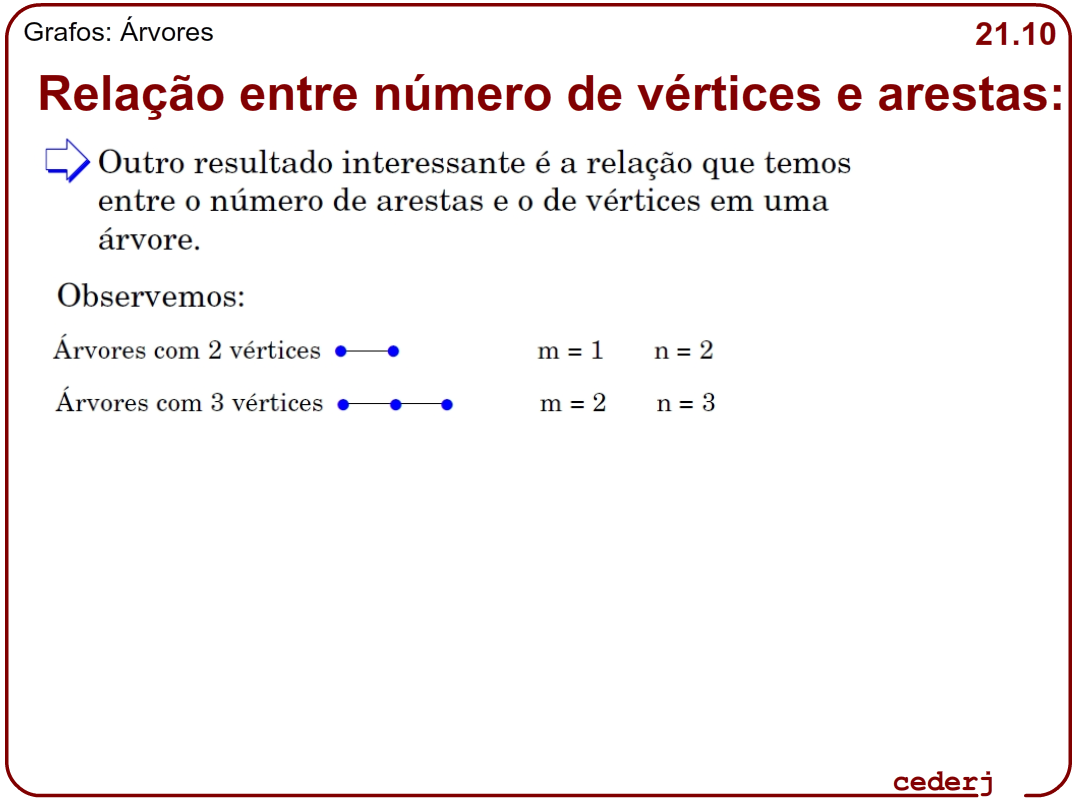 Grafos: Árvores
21.10
Relação entre número de vértices e arestas:
Outro resultado interessante é a relação que temos
entre o número de arestas e o de vértices em uma
árvore.
Observemos:
Árvores com 2 vértices m = 1 n = 2
Árvores com 3 vértices m = 2 n = 3
cederj